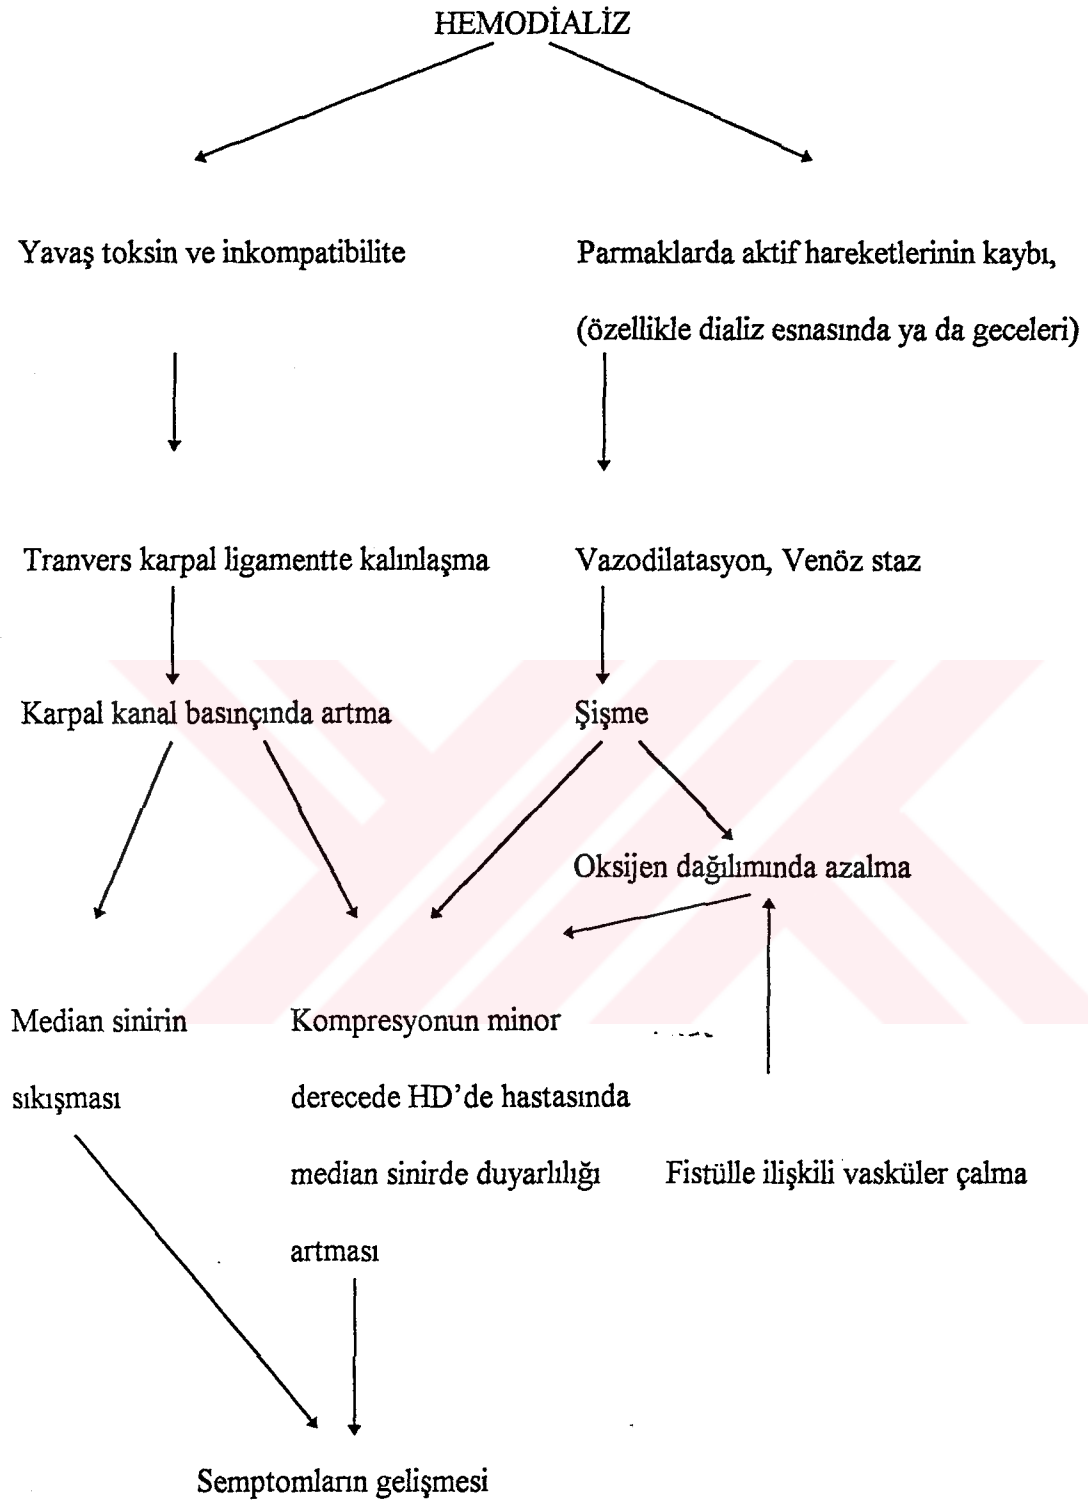 HEMODİALİZ
Yavaş toksin ve inkompatibilite
Parmaklarda aktif hareketlerinin kaybı,
(özellikle dializ esnasında ya da geceleri)
Tranvers karpal ligamentte kalınlaşma
Vazodilatasyon, Venöz staz
Karpal kanal basınçında artma
Şişme
Oksijen dağılımında azalma
Median sinirin
sıkışması
Kompresyonun minor
derecede HD'de hastasında
median sinirde duyarlılığı
artması
Fistülle ilişkili vasküler çalma
Semptomların gelişmesi